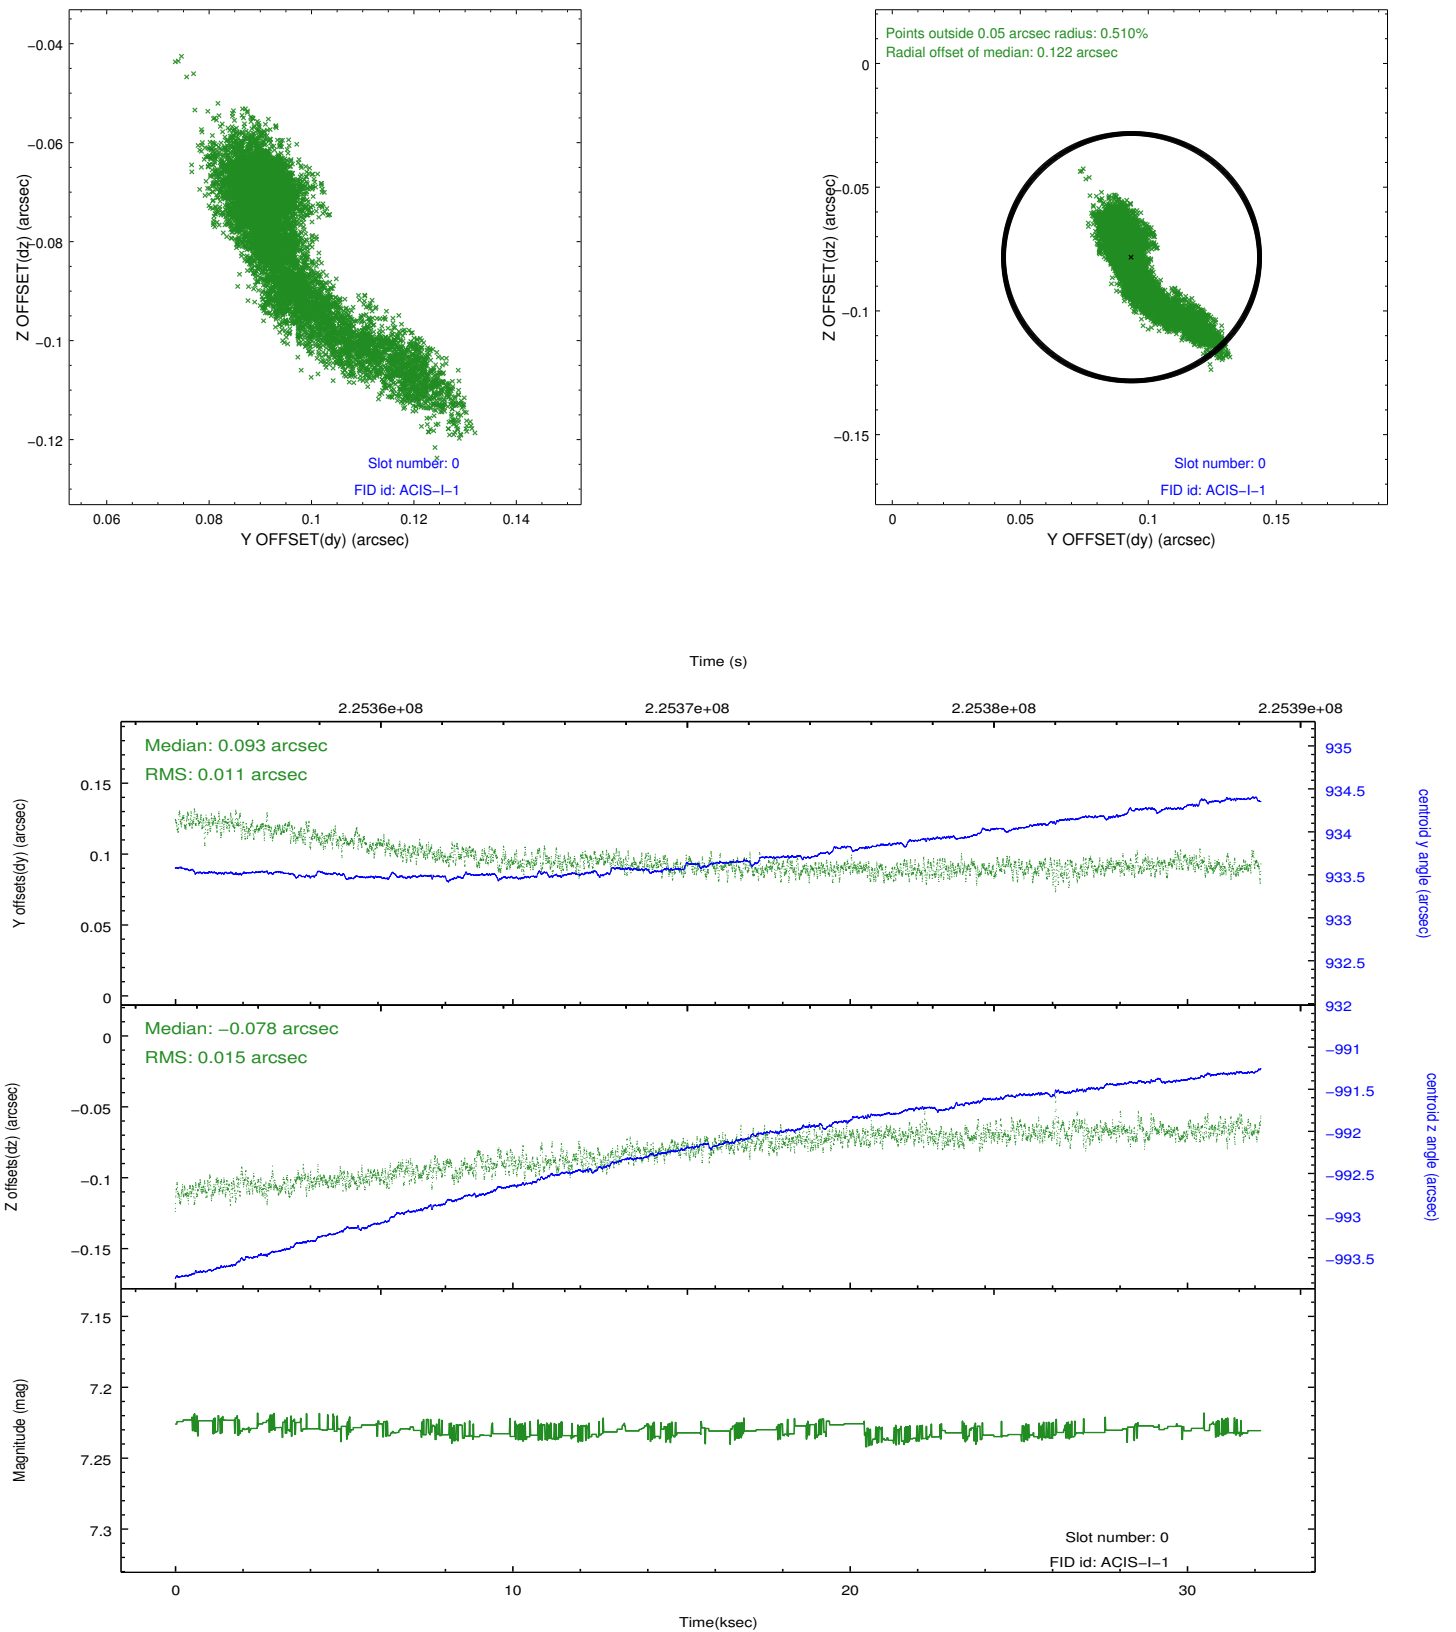 −0.04
−0.06
−0.08
−0.1
−0.12
Z OFFSET(dz) (arcsec)
Slot number: 0
FID id: ACIS−I−1
0.06
0.08
0.1
0.12
0.14
Y OFFSET(dy) (arcsec)
Points outside 0.05 arcsec radius: 0.510%
Radial offset of median: 0.122 arcsec
0
−0.05
−0.1
−0.15
Z OFFSET(dz) (arcsec)
Slot number: 0
FID id: ACIS−I−1
0
0.05
0.1
0.15
Y OFFSET(dy) (arcsec)
Time (s)
2.2536e+08
2.2537e+08
2.2538e+08
2.2539e+08
Median: 0.093 arcsec
RMS: 0.011 arcsec
0.15
0.1
0.05
0
Y offsets(dy) (arcsec)
935
934.5
934
933.5
933
932.5
932
centroid y angle (arcsec)
Median: −0.078 arcsec
RMS: 0.015 arcsec
0
−0.05
−0.1
−0.15
Z offsets(dz) (arcsec)
−991
−991.5
−992
−992.5
−993
−993.5
centroid z angle (arcsec)
7.15
7.2
7.25
7.3
Magnitude (mag)
Slot number: 0
FID id: ACIS−I−1
0
10
20
30
Time(ksec)